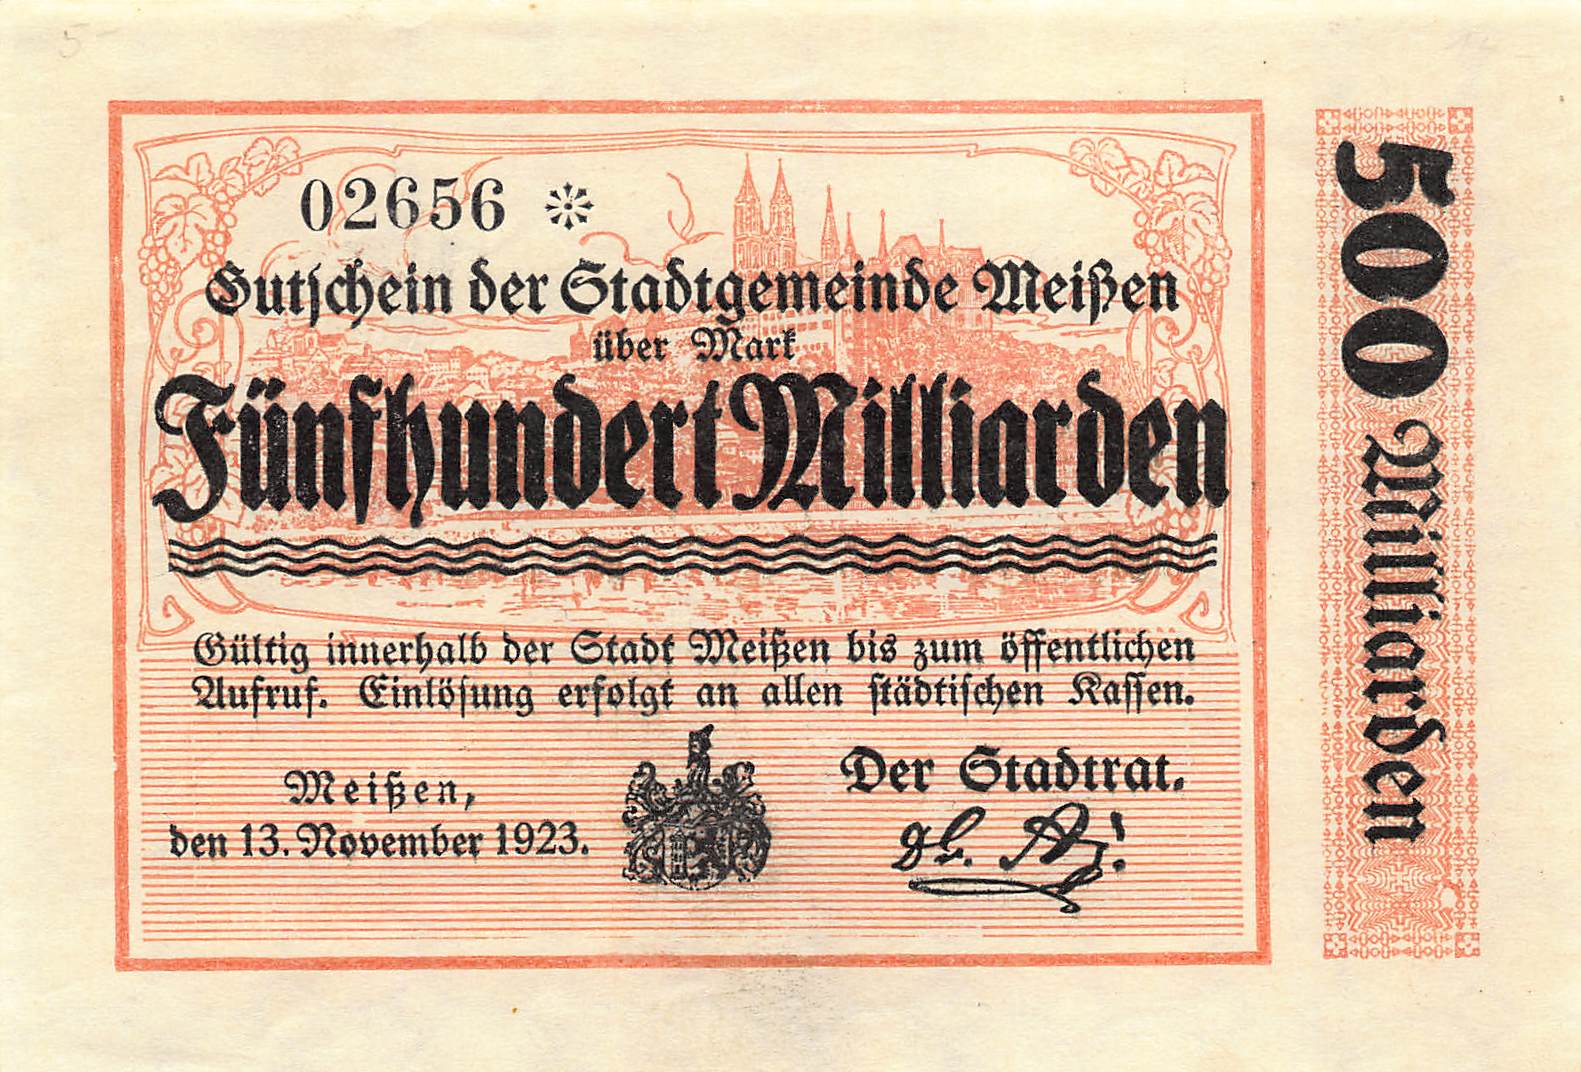 02656 *
Gutschein der Stadtgemeinde Meißen
über Mark
Fünfhundert Milliarden
Gültig innerhalb der Stadt Meißen bis zum öffentlichen
Aufruf. Einlösung erfolgt an allen städtischen Kassen.
Meißen,
den 13. November 1923.
Der Stadtrat.
500 Milliarden